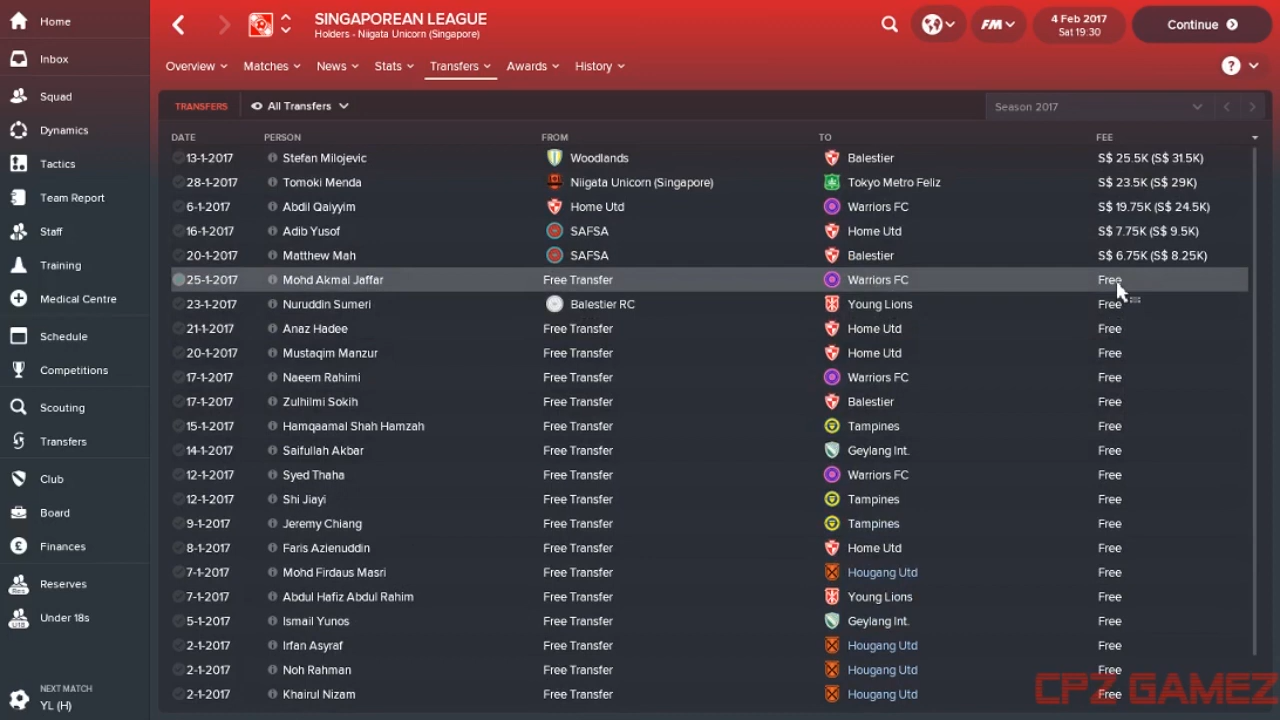 Home
Inbox
Squad
Dynamics
Tactics
Team Report
Staff
Training
Medical Centre
Schedule
Competitions
Scouting
Transfers
Club
Board
Finances
Reserves
Under 18s
NEXT MATCH
YL (H)
SINGAPOREAN LEAGUE
Holders - Niigata Unicorn (Singapore)
FM
4 Feb 2017
Sat 19:30
Continue
Overview Matches News Stats Transfers Awards History
TRANSFERS All Transfers Season 2017
DATE PERSON FROM TO FEE
13-1-2017 Stefan Milojevic Woodlands Balestier S$ 25.5K (S$ 31.5K)
28-1-2017 Tomoki Menda Niigata Unicorn (Singapore) Tokyo Metro Feliz S$ 23.5K (S$ 29K)
6-1-2017 Abdil Qaiyyim Home Utd Warriors FC S$ 19.75K (S$ 24.5K)
16-1-2017 Adib Yusof SAFSA Home Utd S$ 7.75K (S$ 9.5K)
20-1-2017 Matthew Mah SAFSA Balestier S$ 6.75K (S$ 8.25K)
25-1-2017 Mohd Akmal Jaffar Free Transfer Warriors FC Free
23-1-2017 Nuruddin Sumeri Balestier RC Young Lions Free
21-1-2017 Anaz Hadee Free Transfer Home Utd Free
20-1-2017 Mustaqim Manzur Free Transfer Home Utd Free
17-1-2017 Naeem Rahimi Free Transfer Warriors FC Free
17-1-2017 Zulhilmi Sokih Free Transfer Balestier Free
15-1-2017 Hamqaamal Shah Hamzah Free Transfer Tampines Free
14-1-2017 Saifullah Akbar Free Transfer Geylang Int. Free
12-1-2017 Syed Thaha Free Transfer Warriors FC Free
12-1-2017 Shi Jiayi Free Transfer Tampines Free
9-1-2017 Jeremy Chiang Free Transfer Tampines Free
8-1-2017 Faris Azienuddin Free Transfer Home Utd Free
7-1-2017 Mohd Firdaus Masri Free Transfer Hougang Utd Free
7-1-2017 Abdul Hafiz Abdul Rahim Free Transfer Young Lions Free
5-1-2017 Ismail Yunos Free Transfer Geylang Int. Free
2-1-2017 Irfan Asyraf Free Transfer Hougang Utd Free
2-1-2017 Noh Rahman Free Transfer Hougang Utd Free
2-1-2017 Khairul Nizam Free Transfer Hougang Utd Free
CPZ GAMEZ